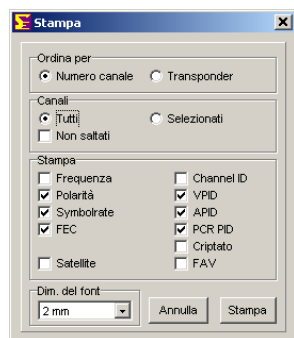 Stampa
Ordina per
Numero canale Transponder
Canali
Tutti Selezionati
Non saltati
Stampa
Frequenza Channel ID
Polarità VPID
Symbolrate APID
FEC PCR PID
Criptato
Satellite FAV
Dim. del font
2 mm Annulla Stampa